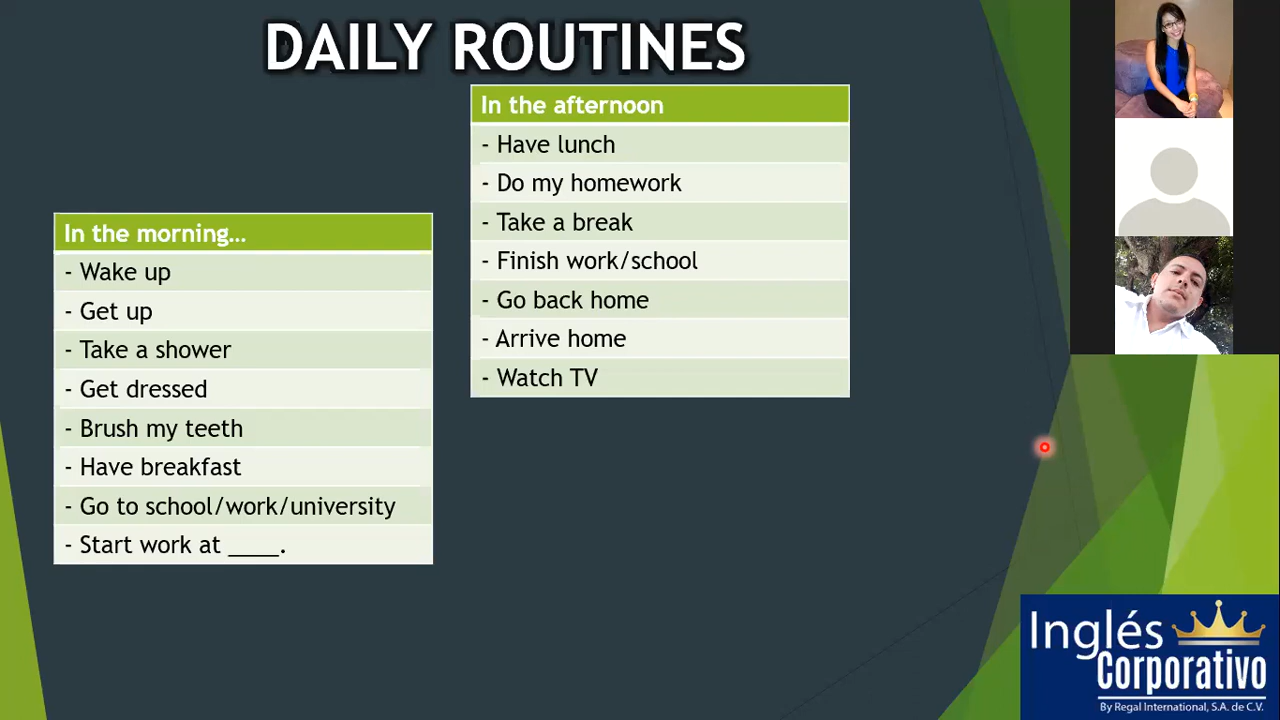 DAILY ROUTINES
In the morning…
- Wake up
- Get up
- Take a shower
- Get dressed
- Brush my teeth
- Have breakfast
- Go to school/work/university
- Start work at ____.
In the afternoon
- Have lunch
- Do my homework
- Take a break
- Finish work/school
- Go back home
- Arrive home
- Watch TV
Inglés
Corporativo
By Regal International, S.A. de C.V.